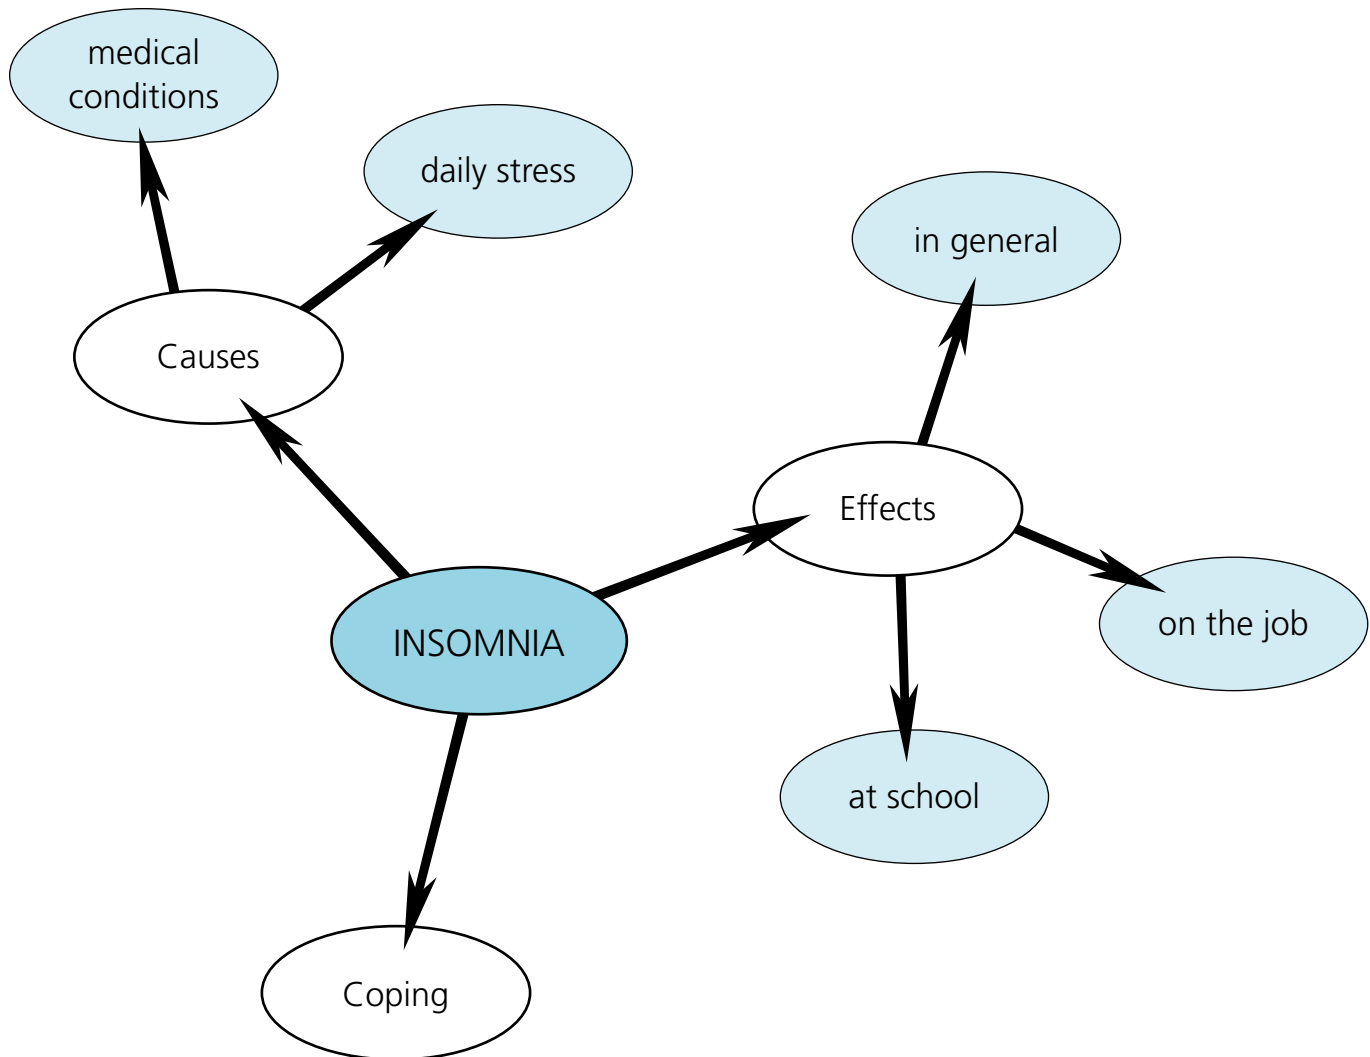 medical
conditions
daily stress
in general
Causes
Effects
on the job
INSOMNIA
at school
Coping